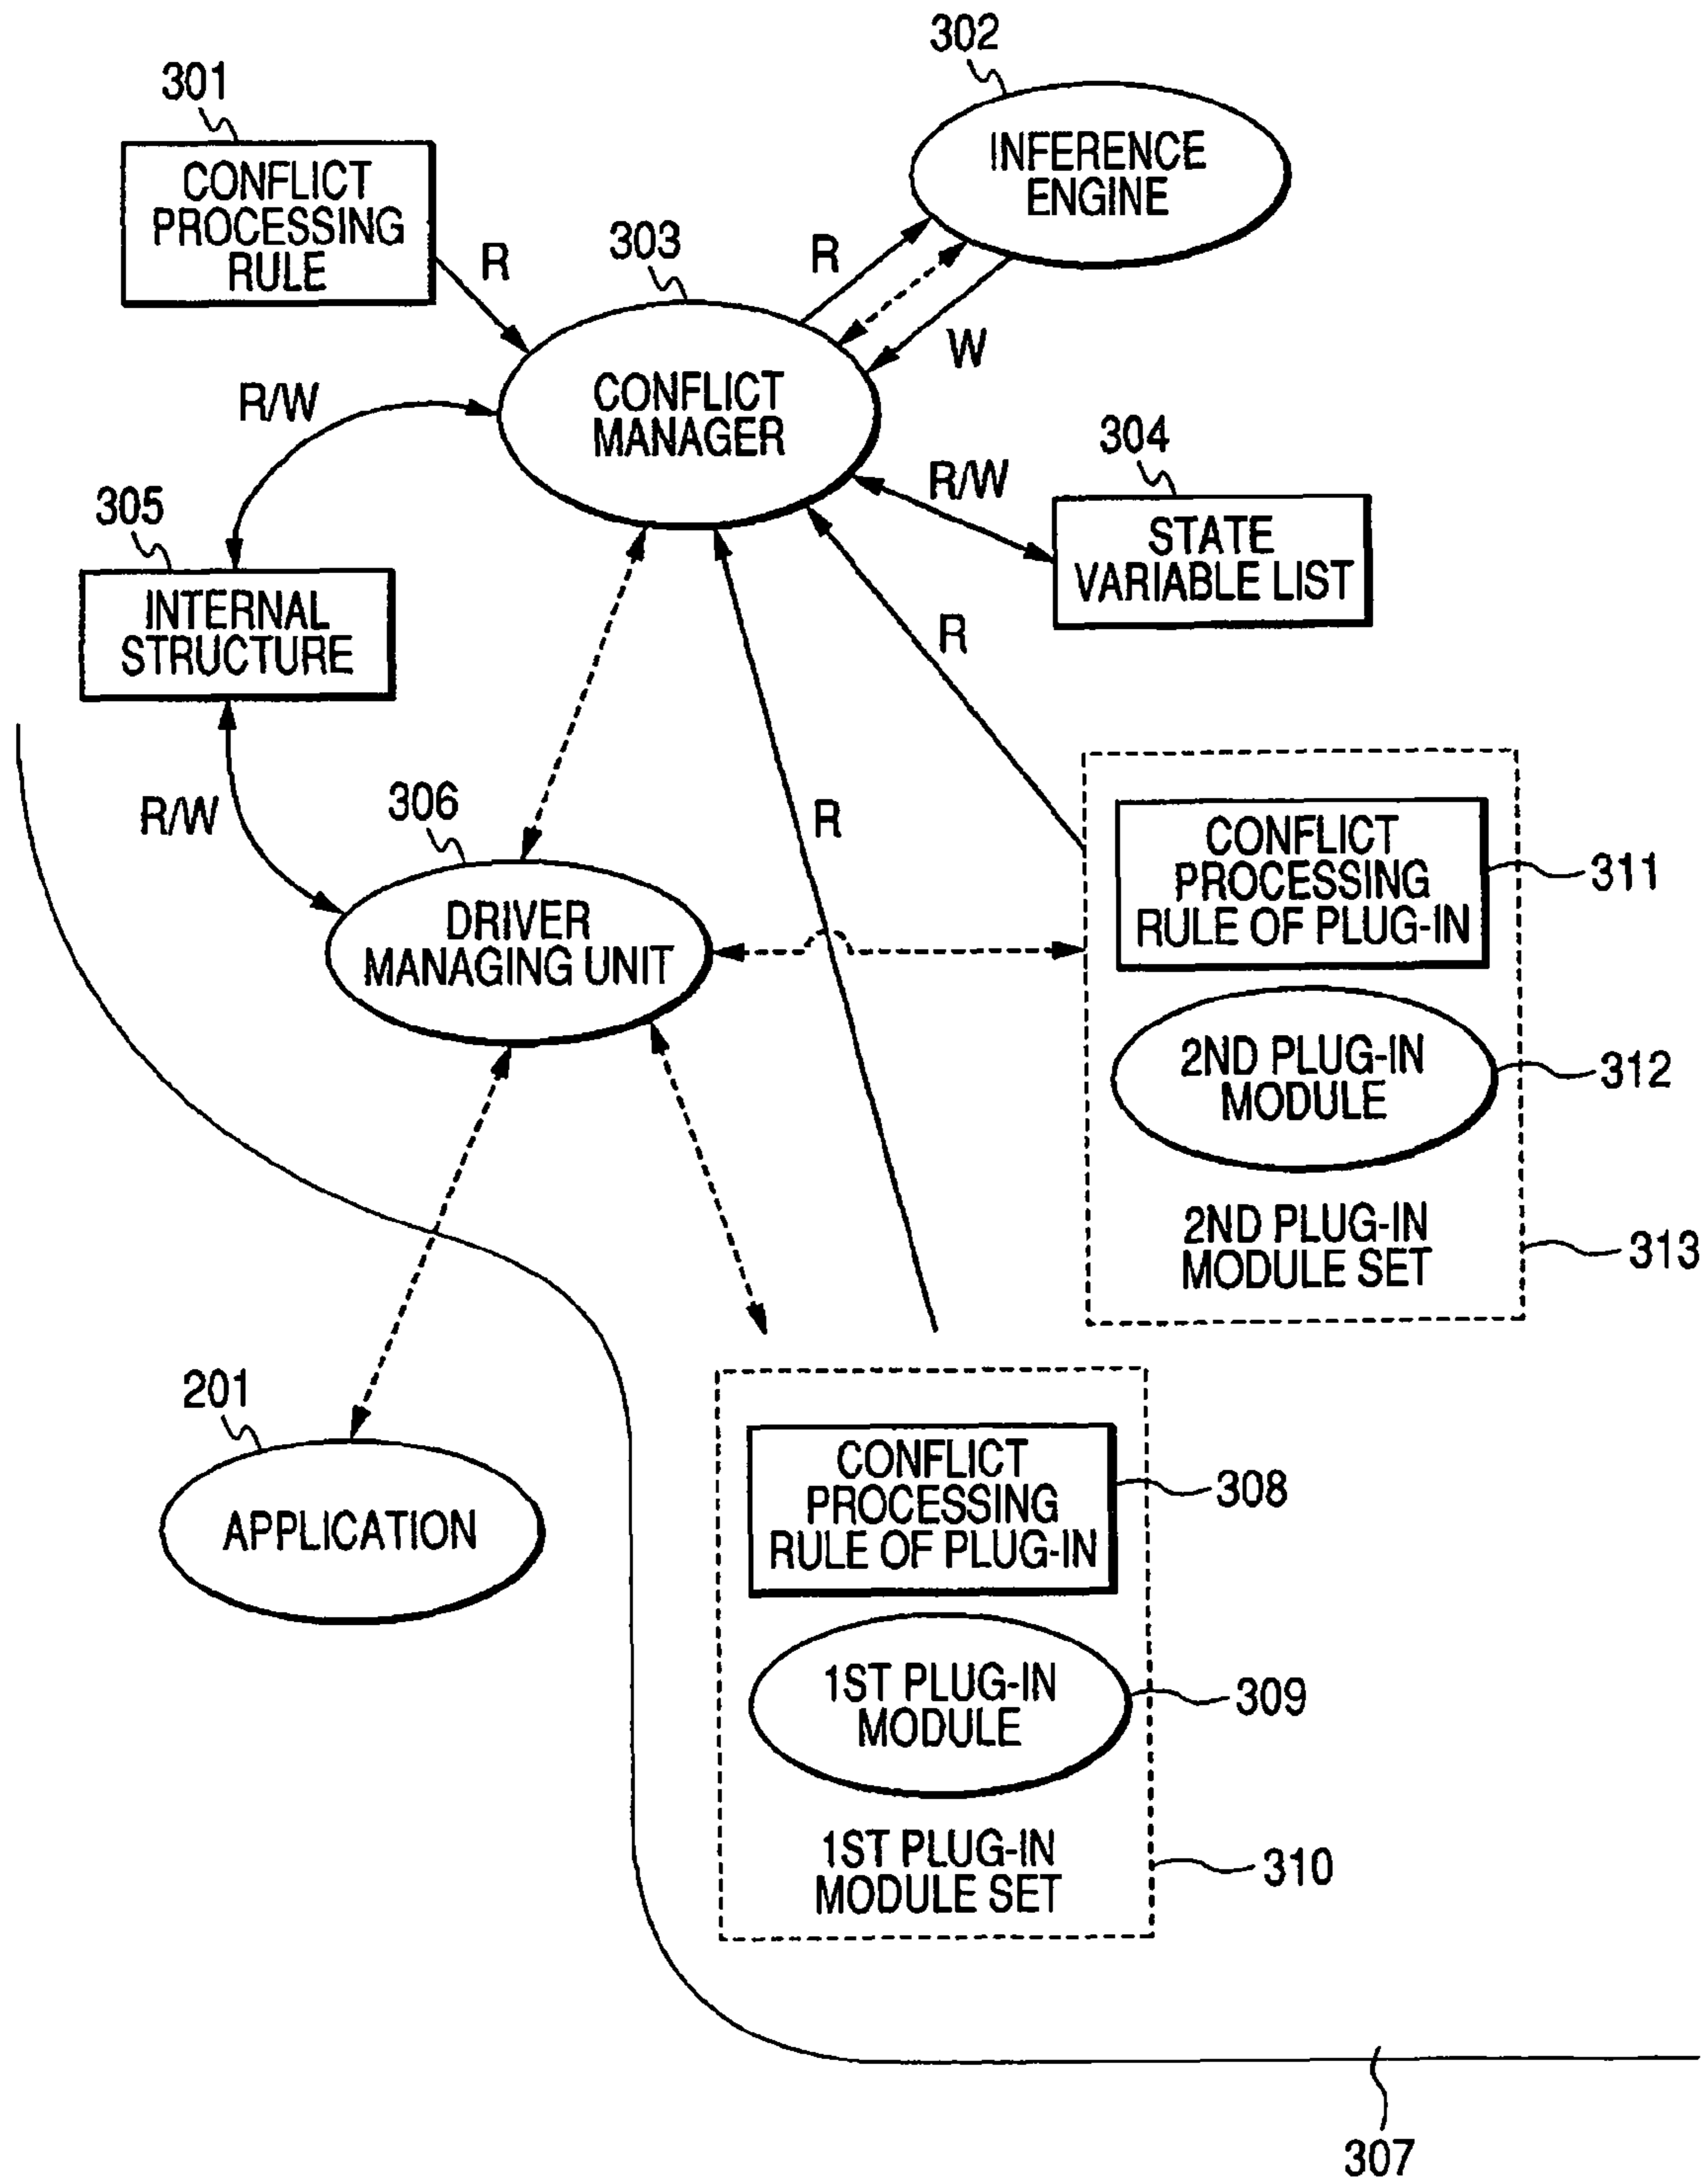 302
INFERENCE
ENGINE
301
CONFLICT
PROCESSING
RULE
R
303
CONFLICT
MANAGER
R
W
R/W
304
R/W
STATE
VARIABLE LIST
305
INTERNAL
STRUCTURE
R
R/W
306
DRIVER
MANAGING UNIT
R
CONFLICT
PROCESSING
RULE OF PLUG-IN
311
2ND PLUG-IN
MODULE
312
2ND PLUG-IN
MODULE SET
313
201
APPLICATION
CONFLICT
PROCESSING
RULE OF PLUG-IN
308
1ST PLUG-IN
MODULE
309
1ST PLUG-IN
MODULE SET
310
307